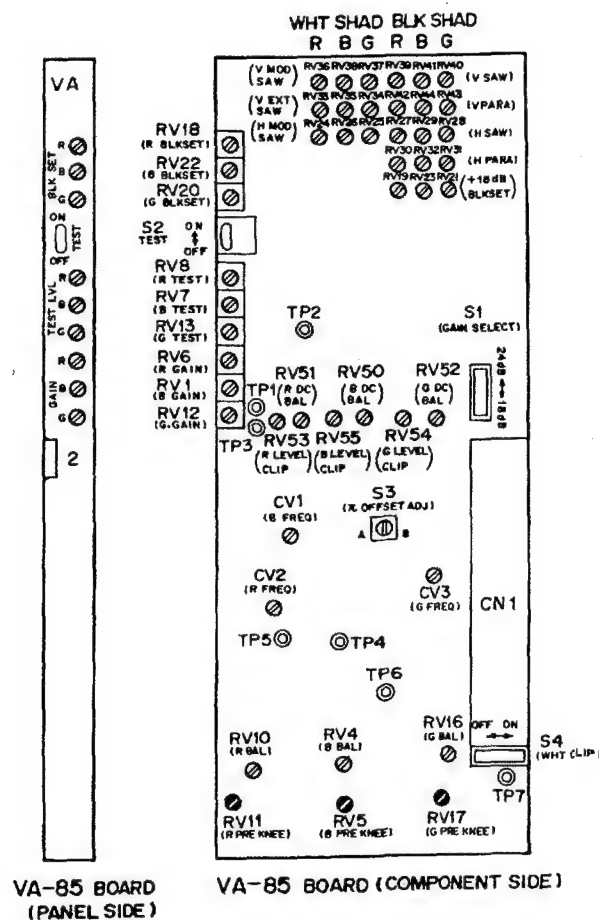 WHT SHAD BLK SHAD
R B G R B G
(V MOD SAW) RV36 RV38 RV37 RV39 RV41 RV40 (V SAW)
(V EXT SAW) RV33 RV35 RV34 RV42 RV44 RV43 (V PARA)
(H MOD SAW) RV24 RV26 RV25 RV27 RV29 RV28 (H SAW)
RV30 RV32 RV31 (H PARA)
RV19 RV23 RV21 (+18dB BLKSET)
VA
R
B
G
BLK SET
ON
OFF
TEST
R
B
G
TEST LVL
R
B
G
GAIN
2
RV18
(R BLKSET)
RV22
(B BLKSET)
RV20
(G BLKSET)
S2
TEST
ON
OFF
RV8
(R TEST)
RV7
(B TEST)
RV13
(G TEST)
RV6
(R GAIN)
RV1
(B GAIN)
RV12
(G.GAIN)
TP2
S1
(GAIN SELECT)
24dB ↔ 18dB
TP1
TP3
RV51
(R DC BAL)
RV50
(B DC BAL)
RV52
(G DC BAL)
RV53
(R LEVEL CLIP)
RV55
(B LEVEL CLIP)
RV54
(G LEVEL CLIP)
CV1
(B FREQ)
S3
(π OFFSET ADJ)
A B
CV2
(R FREQ)
CV3
(G FREQ)
CN1
TP5
TP4
TP6
RV10
(R BAL)
RV4
(B BAL)
RV16
(G BAL)
OFF ON
S4
(WHT CLIP)
TP7
RV11
(R PRE KNEE)
RV5
(B PRE KNEE)
RV17
(G PRE KNEE)
VA-85 BOARD
(PANEL SIDE)
VA-85 BOARD (COMPONENT SIDE)